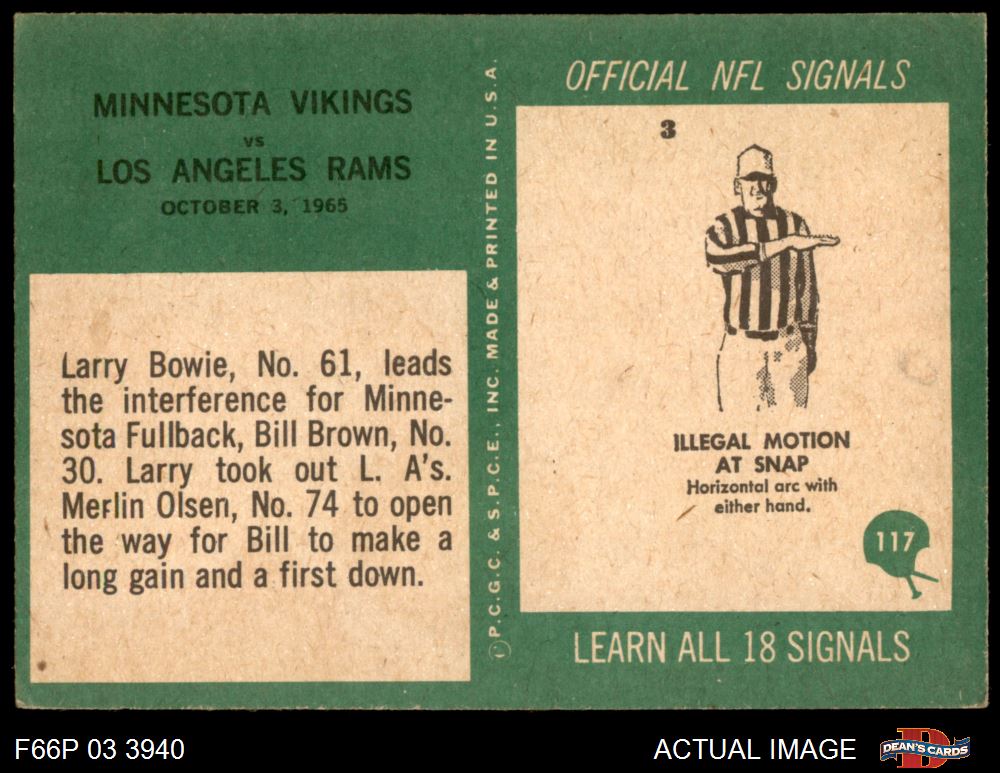 MINNESOTA VIKINGS
VS
LOS ANGELES RAMS
OCTOBER 3, 1965
Larry Bowie, No. 61, leads
the interference for Minne-
sota Fullback, Bill Brown, No.
30. Larry took out L. A's.
Merlin Olsen, No. 74 to open
the way for Bill to make a
long gain and a first down.
© P.C.G.C. & S.P.C.E., INC. MADE & PRINTED IN U.S.A.
OFFICIAL NFL SIGNALS
3
ILLEGAL MOTION
AT SNAP
Horizontal arc with
either hand.
117
LEARN ALL 18 SIGNALS
F66P 03 3940
ACTUAL IMAGE
D
DEAN'S CARDS